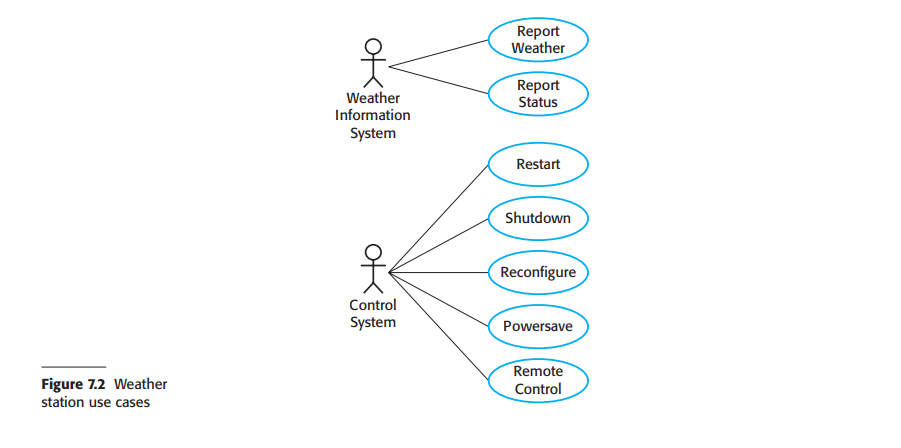 Report
Weather
Report
Status
Weather
Information
System
Restart
Shutdown
Reconfigure
Powersave
Remote
Control
Control
System
Figure 7.2 Weather
station use cases